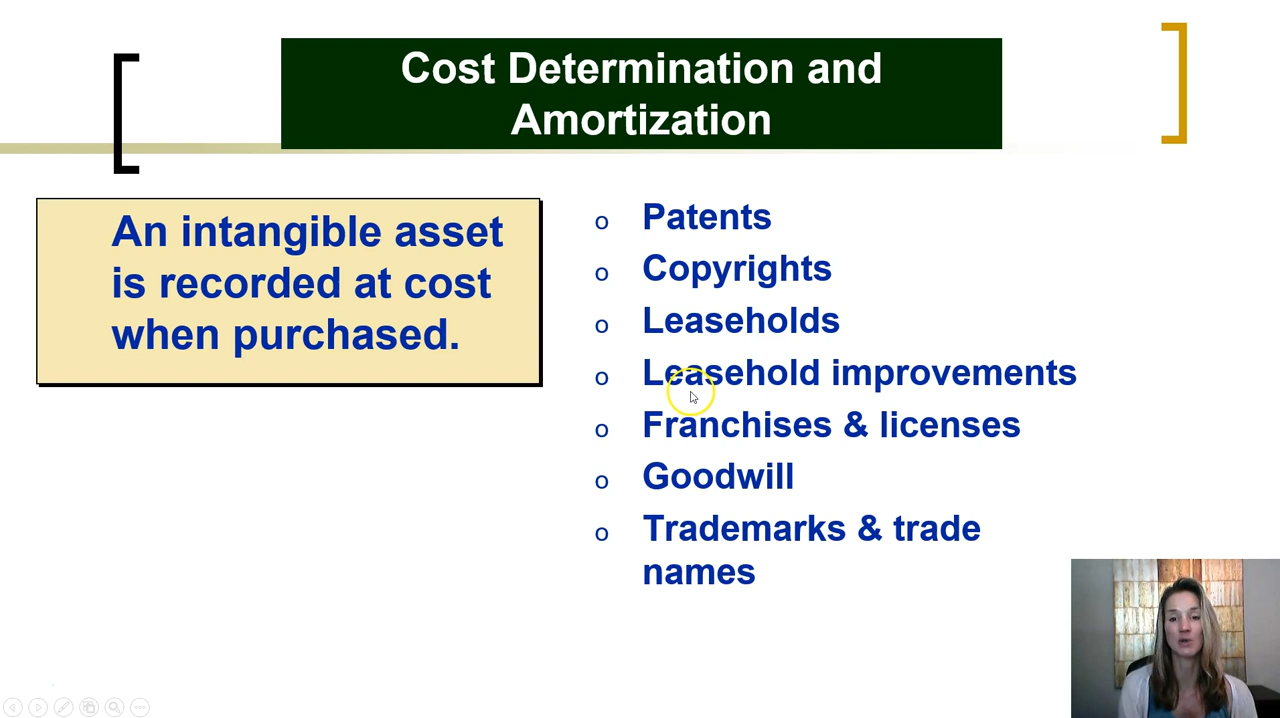 Cost Determination and
Amortization
An intangible asset
is recorded at cost
when purchased.
o Patents
o Copyrights
o Leaseholds
o Leasehold improvements
o Franchises & licenses
o Goodwill
o Trademarks & trade
names